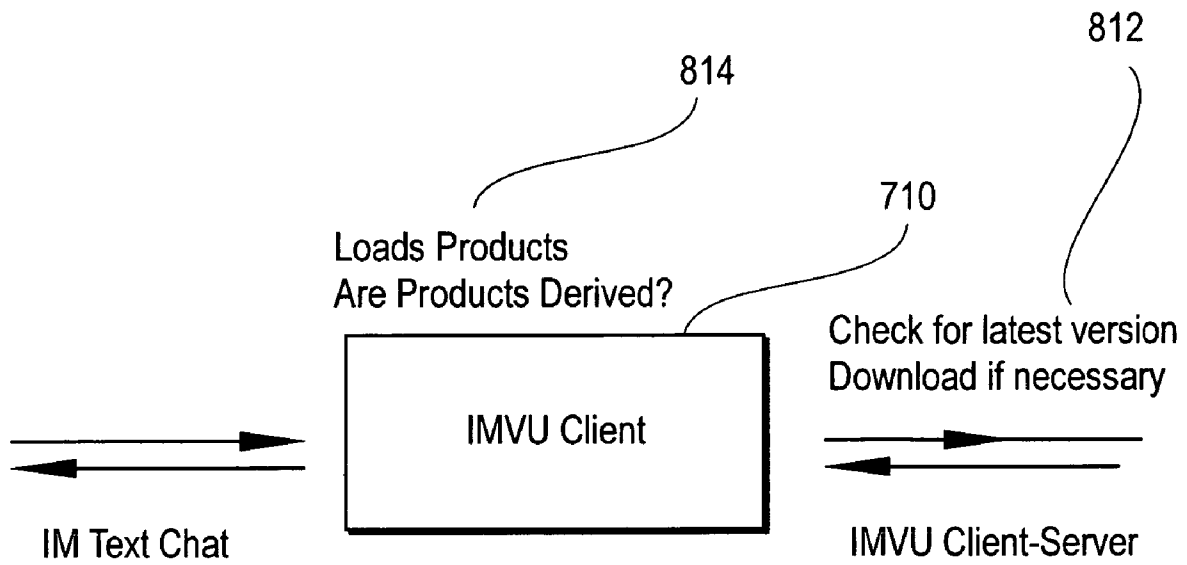 812
814
710
Loads Products
Are Products Derived?
Check for latest version
Download if necessary
IMVU Client
IM Text Chat
IMVU Client-Server